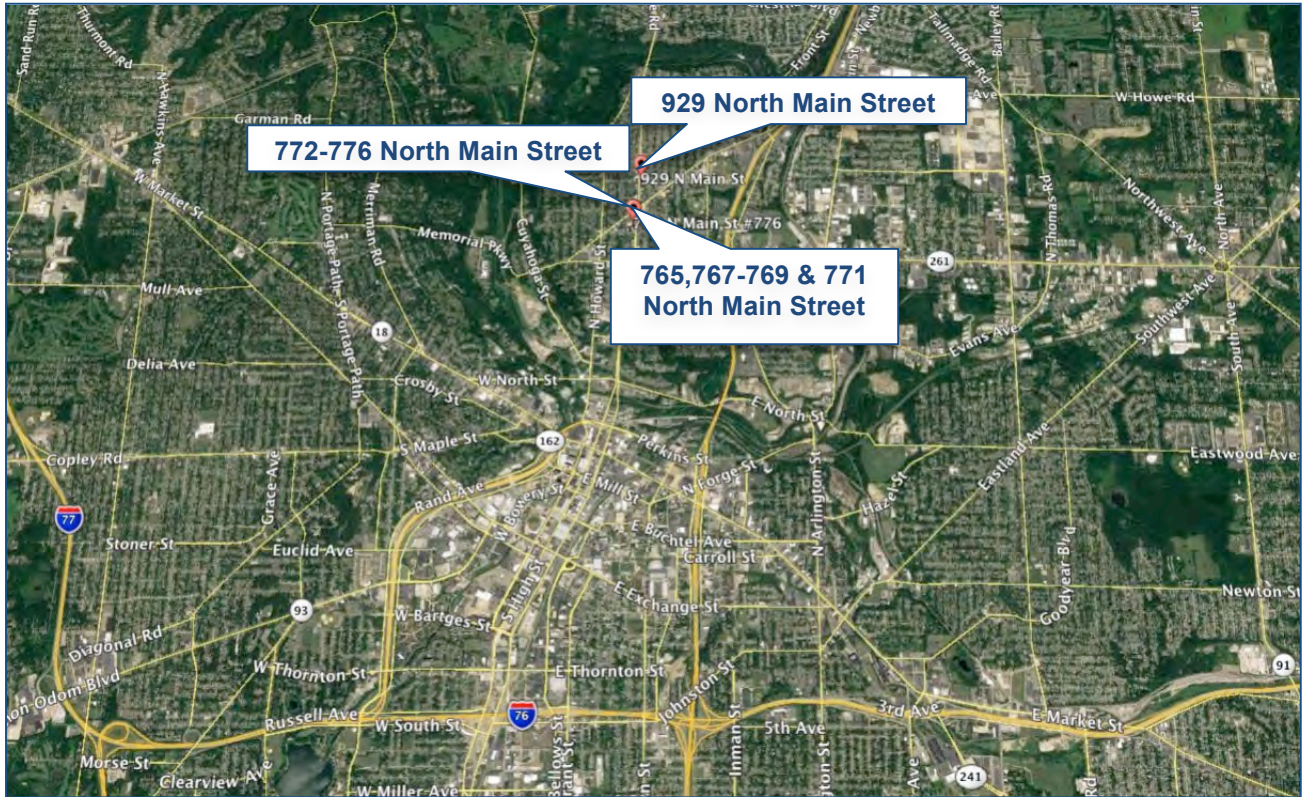 929 North Main Street
772-776 North Main Street
765,767-769 & 771
North Main Street
929 N Main St
N Main St #776
Sand Run Rd
Thurmont Rd
N Hawkins Ave
Garman Rd
W Market St
N Portage Path
Merriman Rd
S Portage Path
Memorial Pkwy
Cuyahoga St
N Howard St
Front St
Tallmadge Rd
Bailey Rd
Ave
W Howe Rd
Northwest Ave
North Ave
N Thomas Rd
261
Southwest Ave
South Ave
Evans Ave
Mull Ave
18
Delia Ave
Crosby St
W North St
E North St
S Maple St
162
Perkins St
N Forge St
Copley Rd
Rand Ave
W Bowery St
E Mill St
Grace Ave
N Arlington St
Hazel St
Eastland Ave
Eastwood Ave
77
Stoner St
Euclid Ave
E Buchtel Ave
Carroll St
S High St
E Exchange St
Goodyear Blvd
Newton St
93
Diagonal Rd
W Bartges St
W Thornton St
E Thornton St
Johnston St
91
Odom Blvd
Russell Ave
W South St
76
5th Ave
3rd Ave
E Market St
Inman St
Bellows St
Grant St
Morse St
Clearview Ave
W Miller Ave
Ave
241
Rd